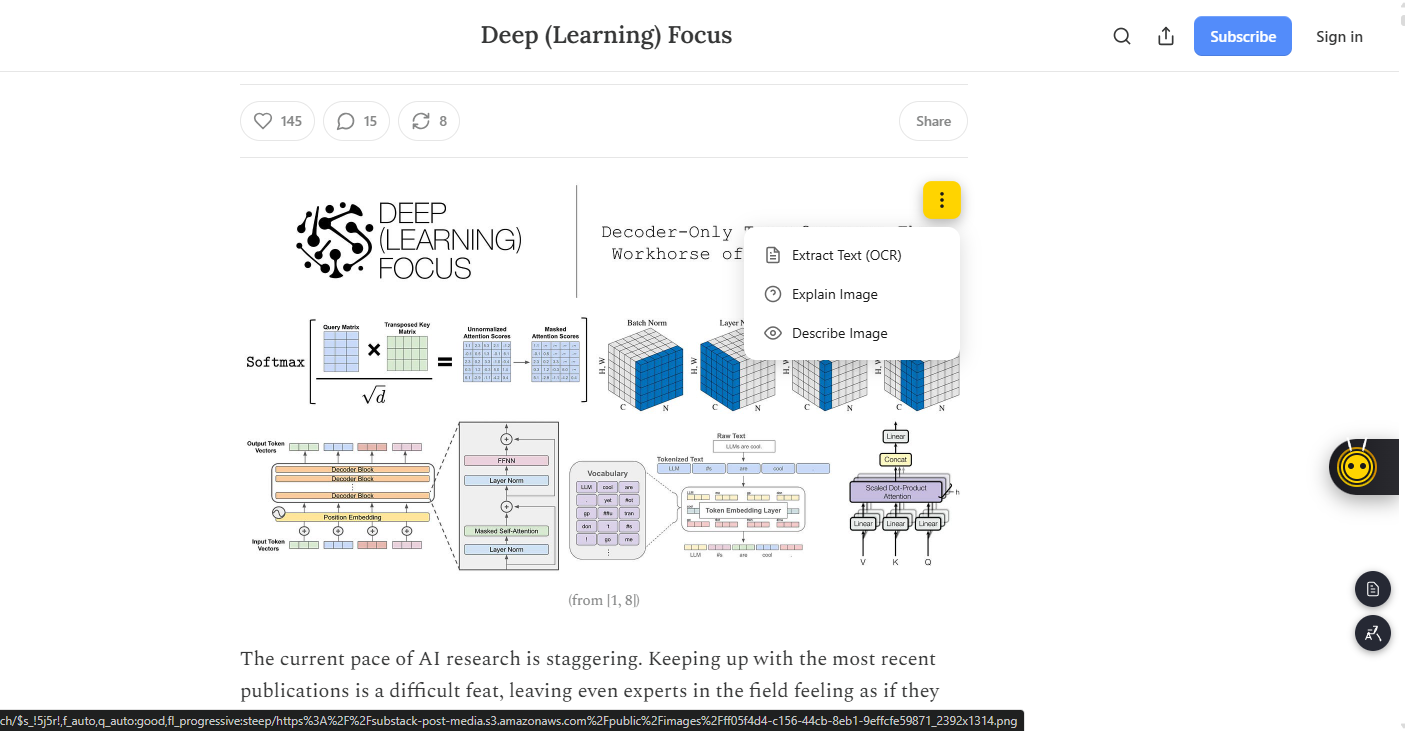 Deep (Learning) Focus
Subscribe
Sign in
145
15
8
Share
DEEP
(LEARNING)
FOCUS
Decoder-Only
Workhorse of
Extract Text (OCR)
Explain Image
Describe Image
Softmax
Query Matrix
Transposed Key
Matrix
Unnormalized
Attention Scores
Masked
Attention Scores
√d
Batch Norm
Layer
H, W
C
N
H, W
C
N
H, W
C
N
H, W
C
N
Output Token
Vectors
Decoder Block
Decoder Block
Decoder Block
Position Embedding
Input Token
Vectors
FFNN
Layer Norm
Masked Self-Attention
Layer Norm
Vocabulary
LLM cool are
. yet #ot
gp ##u tran
don 't #s
! go me
Raw Text
LLMs are cool.
Tokenized Text
LLM #s are cool .
Token Embedding Layer
LLM #s are cool .
Linear
Concat
Scaled Dot-Product
Attention
h
Linear Linear Linear
V K Q
(from [1, 8])
The current pace of AI research is staggering. Keeping up with the most recent
publications is a difficult feat, leaving even experts in the field feeling as if they
ch/$s_!5j5r!,f_auto,q_auto:good,fl_progressive:steep/https%3A%2F%2Fsubstack-post-media.s3.amazonaws.com%2Fpublic%2Fimages%2Fff05f4d4-c156-44cb-8eb1-9effcfe59871_2392x1314.png